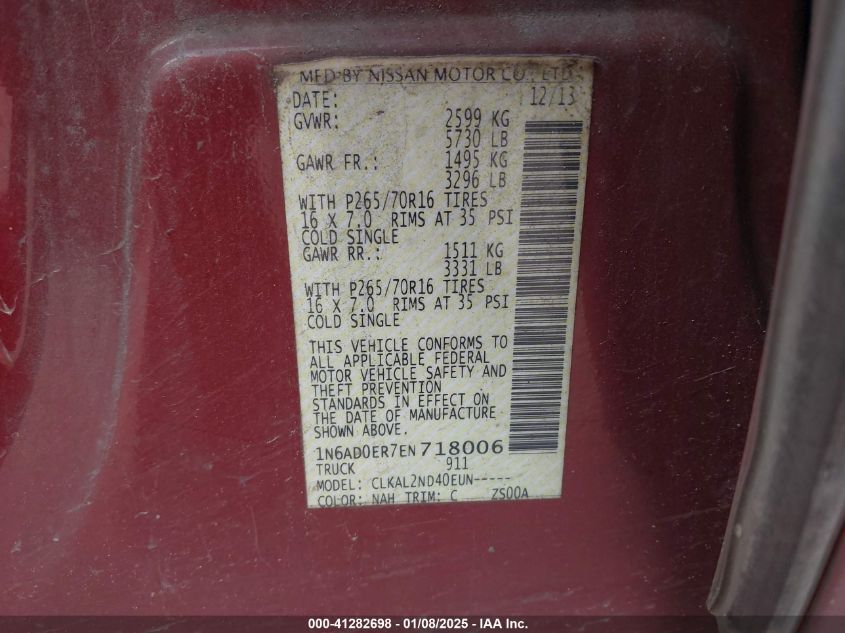 MFD BY NISSAN MOTOR CO., LTD
DATE: 12/13
GVWR: 2599 KG
5730 LB
GAWR FR.: 1495 KG
3296 LB
WITH P265/70R16 TIRES
16 X 7.0 RIMS AT 35 PSI
COLD SINGLE
GAWR RR.: 1511 KG
3331 LB
WITH P265/70R16 TIRES
16 X 7.0 RIMS AT 35 PSI
COLD SINGLE
THIS VEHICLE CONFORMS TO
ALL APPLICABLE FEDERAL
MOTOR VEHICLE SAFETY AND
THEFT PREVENTION
STANDARDS IN EFFECT ON
THE DATE OF MANUFACTURE
SHOWN ABOVE.
1N6AD0ER7EN718006
TRUCK 911
MODEL: CLKAL2ND40EUN-----
COLOR: NAH TRIM: C ZS00A
000-41282698 - 01/08/2025 - IAA Inc.